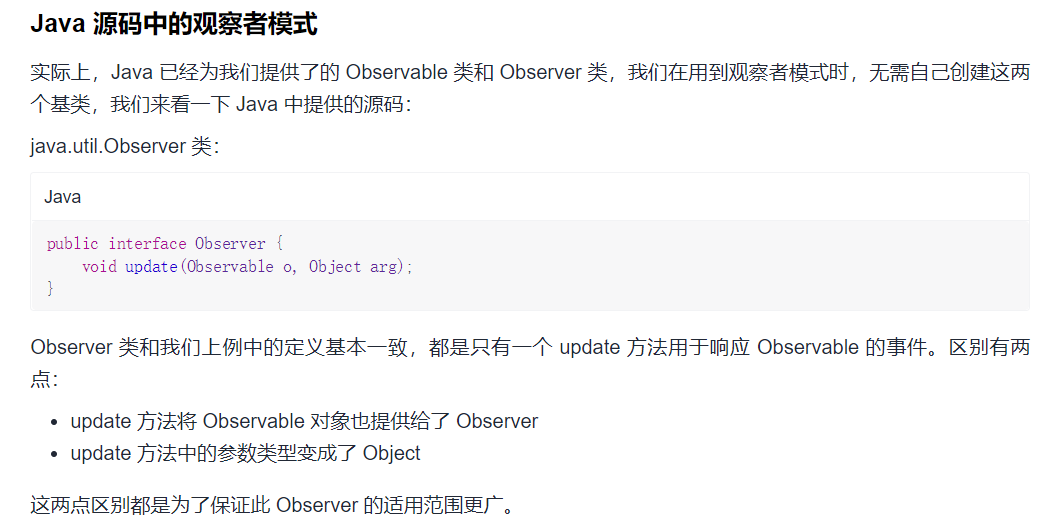 Java 源码中的观察者模式
实际上，Java 已经为我们提供了的 Observable 类和 Observer 类，我们在用到观察者模式时，无需自己创建这两
个基类，我们来看一下 Java 中提供的源码：
java.util.Observer 类：
Java
public interface Observer {
    void update(Observable o, Object arg);
}
Observer 类和我们上例中的定义基本一致，都是只有一个 update 方法用于响应 Observable 的事件。区别有两
点：
• update 方法将 Observable 对象也提供给了 Observer
• update 方法中的参数类型变成了 Object
这两点区别都是为了保证此 Observer 的适用范围更广。